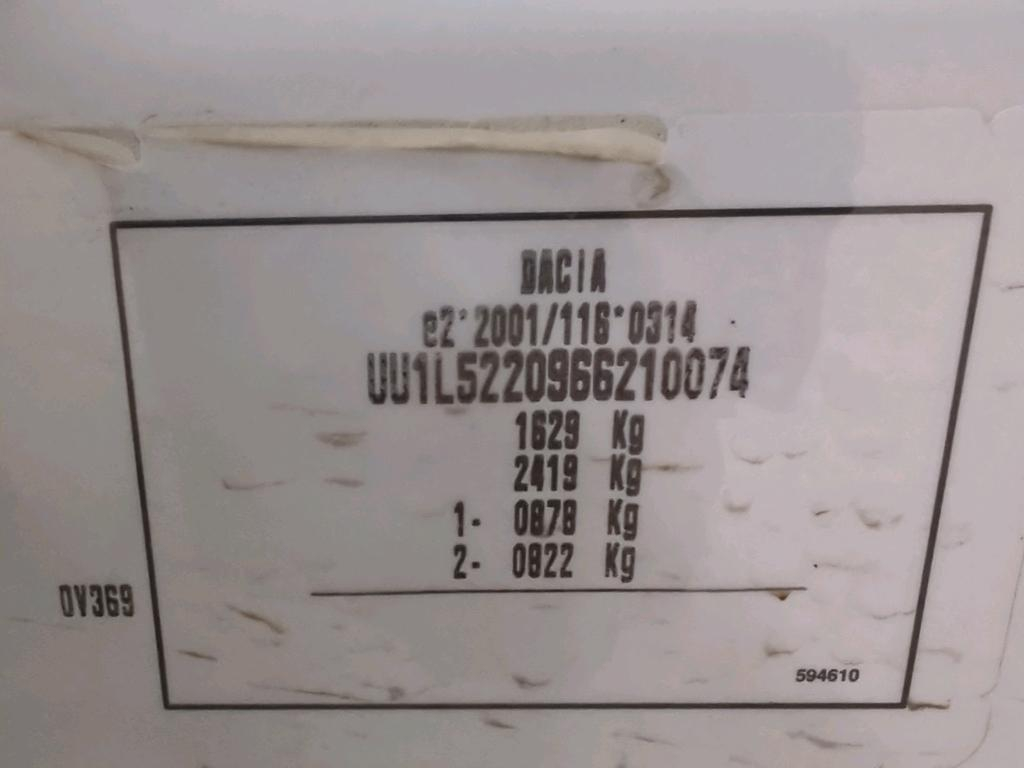 DACIA
e2*2001/116*0314
UU1L5220966210074
1629 Kg
2419 Kg
1- 0878 Kg
2- 0822 Kg
0V369
594610